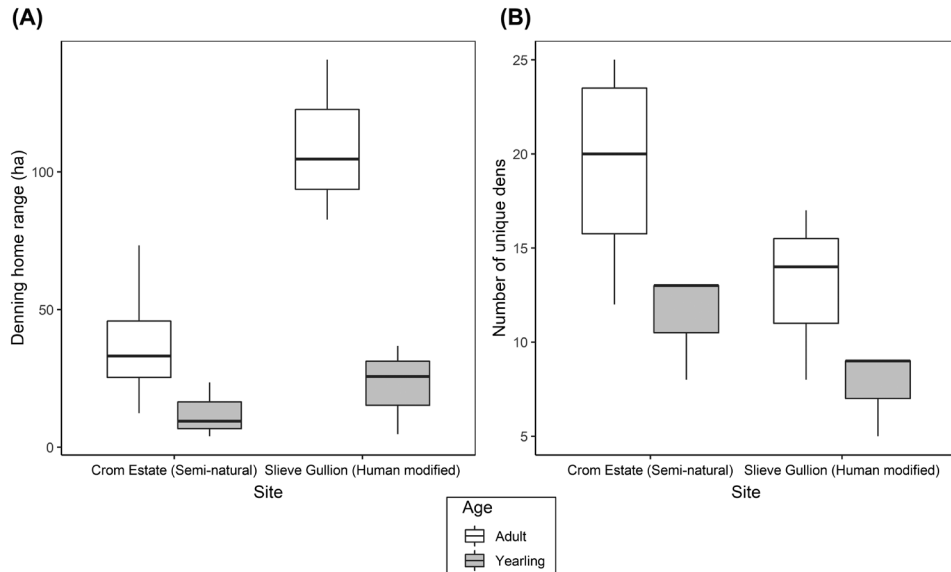 (A)
Denning home range (ha)
100
50
0
Crom Estate (Semi-natural) Slieve Gullion (Human modified)
Site
(B)
Number of unique dens
25
20
15
10
5
Crom Estate (Semi-natural) Slieve Gullion (Human modified)
Site
Age
Adult
Yearling